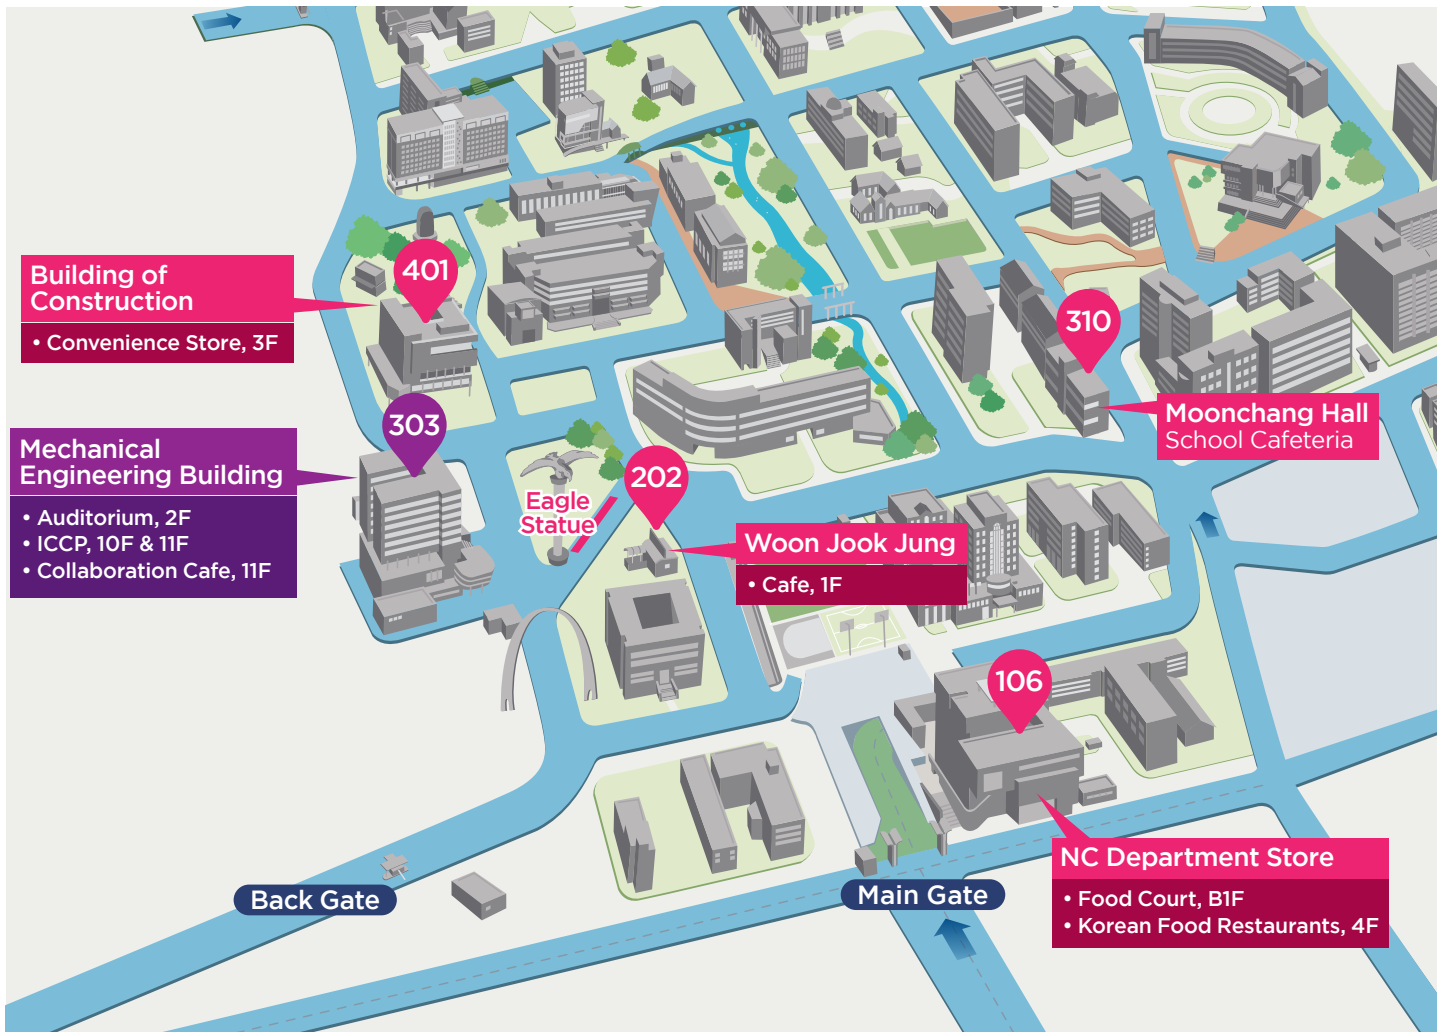 401
Building of
Construction
• Convenience Store, 3F
310
Moonchang Hall
School Cafeteria
303
Mechanical
Engineering Building
• Auditorium, 2F
• ICCP, 10F & 11F
• Collaboration Cafe, 11F
Eagle
Statue
202
Woon Jook Jung
• Cafe, 1F
106
NC Department Store
• Food Court, B1F
• Korean Food Restaurants, 4F
Back Gate
Main Gate